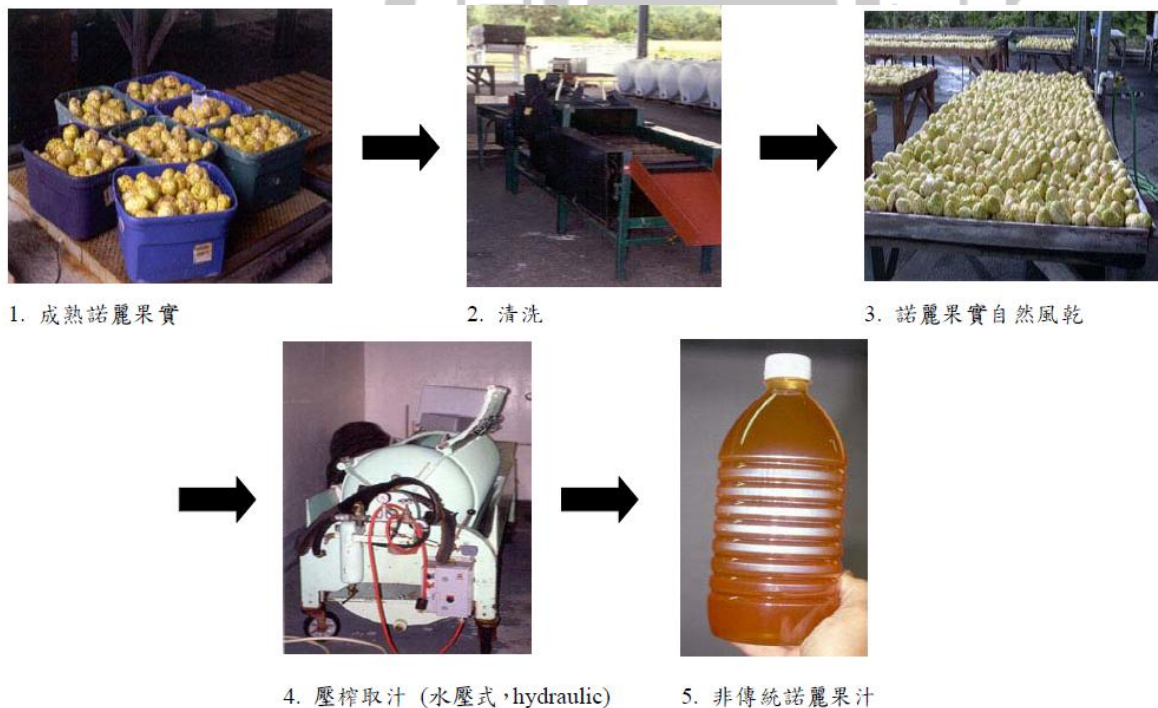 1. 成熟諾麗果實
2. 清洗
3. 諾麗果實自然風乾
4. 壓榨取汁 (水壓式，hydraulic)
5. 非傳統諾麗果汁